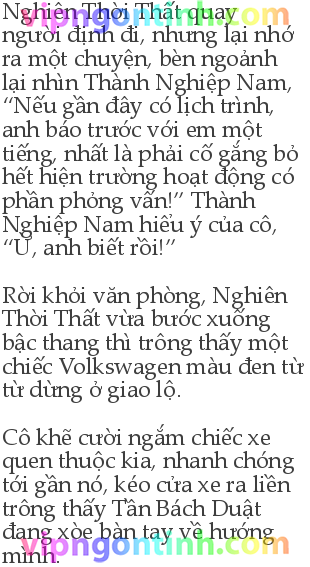 Nghiên Thời Thất quay
người định đi, nhưng lại nhớ
ra một chuyện, bèn ngoảnh
lại nhìn Thành Nghiệp Nam,
“Nếu gần đây có lịch trình,
anh báo trước với em một
tiếng, nhất là phải cố gắng bỏ
hết hiện trường hoạt động có
phần phỏng vấn!” Thành
Nghiệp Nam hiểu ý của cô,
“Ừ, anh biết rồi!”
Rời khỏi văn phòng, Nghiên
Thời Thất vừa bước xuống
bậc thang thì trông thấy một
chiếc Volkswagen màu đen từ
từ dừng ở giao lộ.
Cô khẽ cười ngắm chiếc xe
quen thuộc kia, nhanh chóng
tới gần nó, kéo cửa xe ra liền
trông thấy Tần Bách Duật
đang xòe bàn tay về hướng
mình.
vipngontinh.com
vipngontinh.com